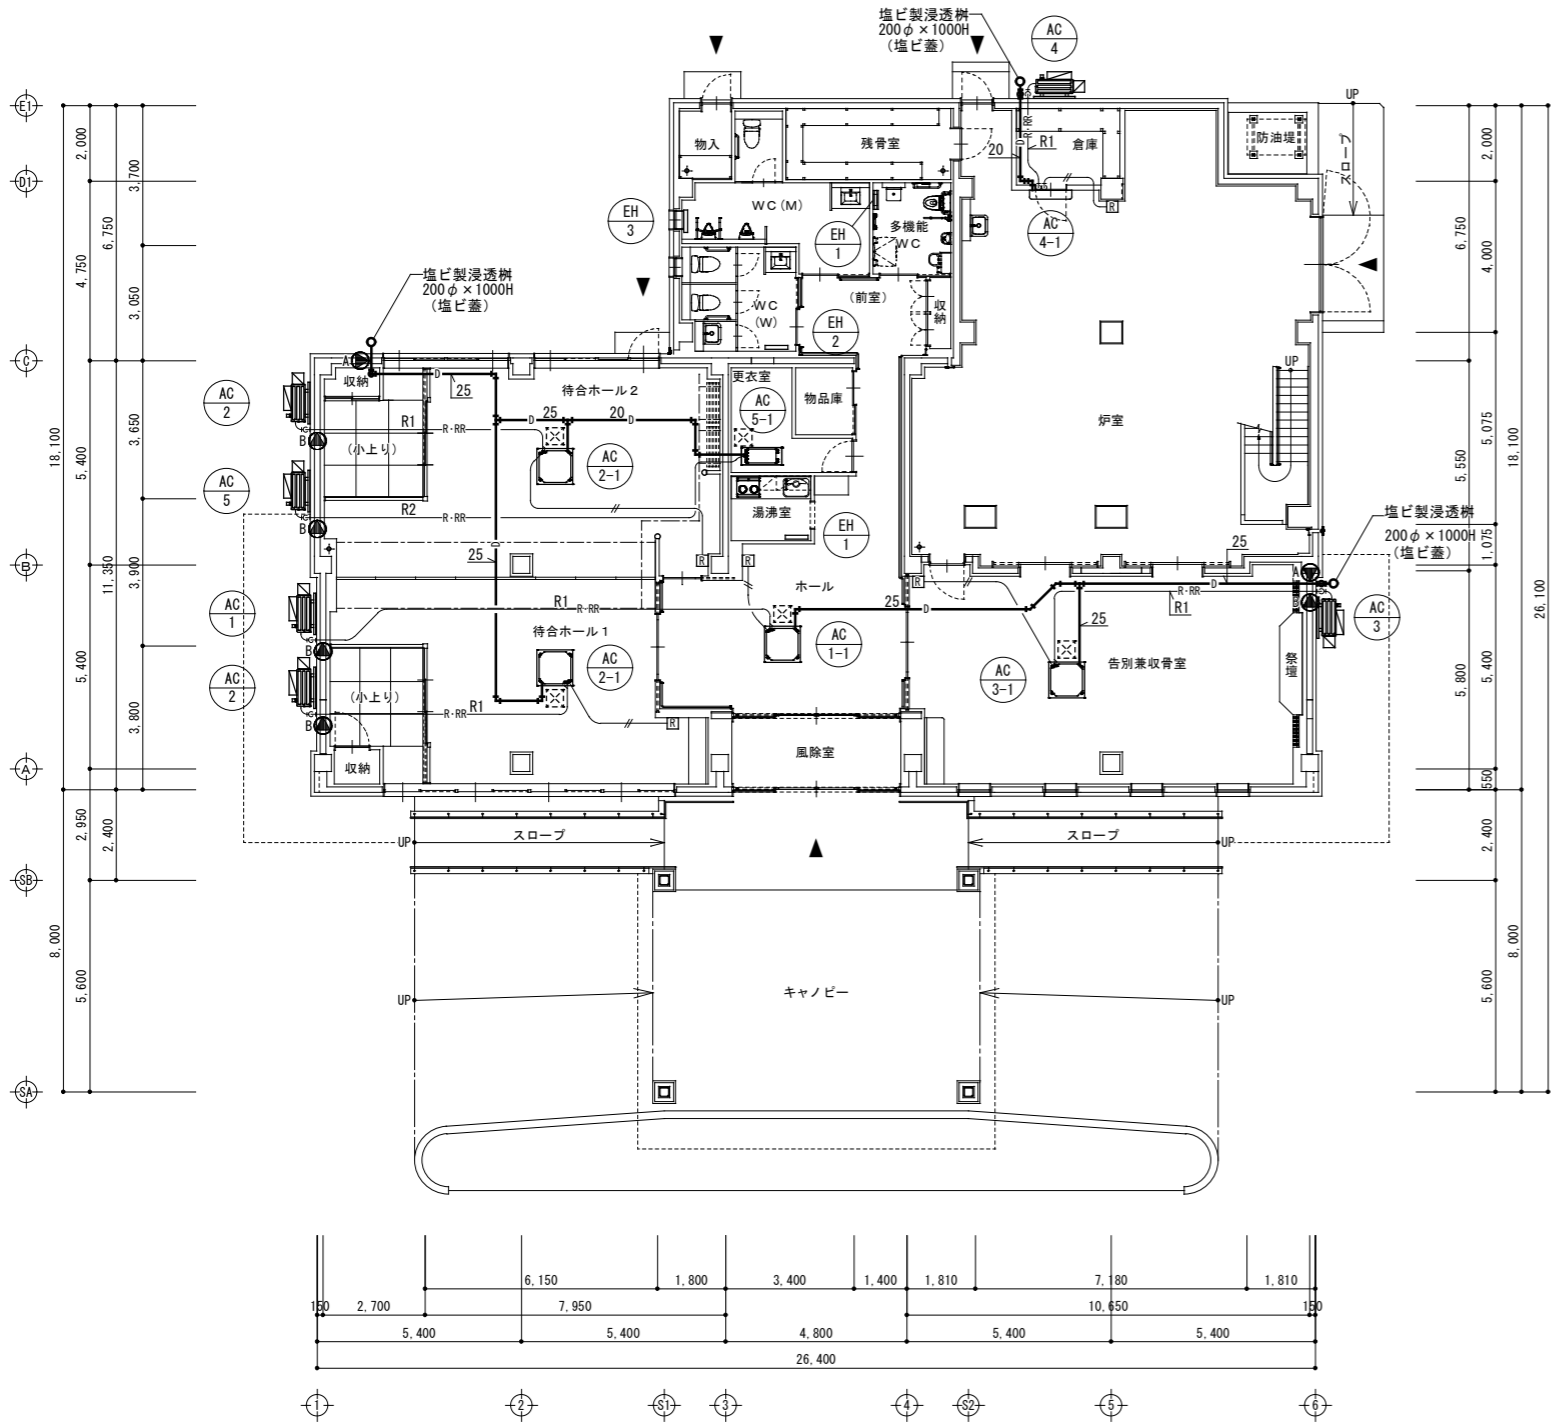 塩ビ製浸透桝
200φ×1000H
(塩ビ蓋)
AC
4
E1
UP
物入
残骨室
20
R1
倉庫
防油堤
スロープ
D1
EH
3
WC(M)
EH
1
多機能
WC
AC
4-1
塩ビ製浸透桝
200φ×1000H
(塩ビ蓋)
WC
(W)
(前室)
EH
2
収納
C
A
収納
D
25
待合ホール2
更衣室
物品庫
炉室
UP
AC
2
R1
R・RR
D
25
20
D
AC
5-1
B
(小上り)
AC
2-1
AC
5
R2
R・RR
湯沸室
EH
1
塩ビ製浸透桝
200φ×1000H
(塩ビ蓋)
B
25
25
B
R
R
ホール
R
A
D
AC
1
R1
R・RR
25
D
R・RR
R1
AC
3
B
待合ホール1
AC
1-1
25
告別兼収骨室
祭壇
AC
2
(小上り)
AC
2-1
AC
3-1
R・RR
R1
B
R
風除室
A
収納
スロープ
スロープ
UP
UP
SB
キャノピー
UP
UP
SA
2,000
3,700
6,750
4,750
3,050
18,100
5,400
3,650
11,350
3,900
5,400
3,800
2,950
2,400
8,000
5,600
2,000
6,750
4,000
5,075
5,550
18,100
1,075
26,100
5,400
5,800
550
2,400
8,000
5,600
6,150
1,800
3,400
1,400
1,810
7,180
1,810
150
2,700
7,950
10,650
150
5,400
5,400
4,800
5,400
5,400
26,400
1
2
S1
3
4
S2
5
6